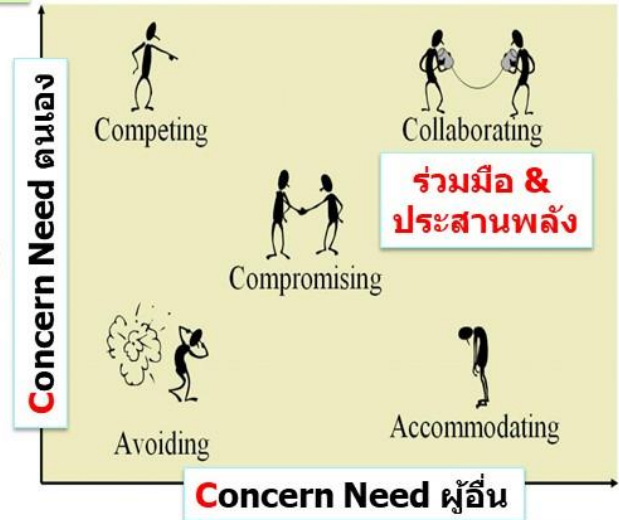 Concern Need ตนเอง
Competing
Collaborating
ร่วมมือ &
ประสานพลัง
Compromising
Avoiding
Accommodating
Concern Need ผู้อื่น